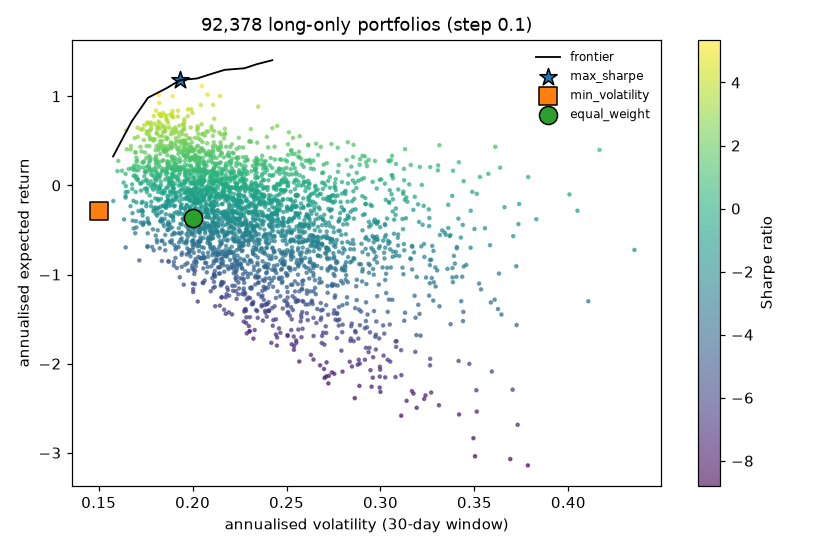 92,378 long-only portfolios (step 0.1)
frontier
max_sharpe
min_volatility
equal_weight
1
0
−1
−2
−3
annualised expected return
0.15 0.20 0.25 0.30 0.35 0.40
annualised volatility (30-day window)
4
2
0
−2
−4
−6
−8
Sharpe ratio